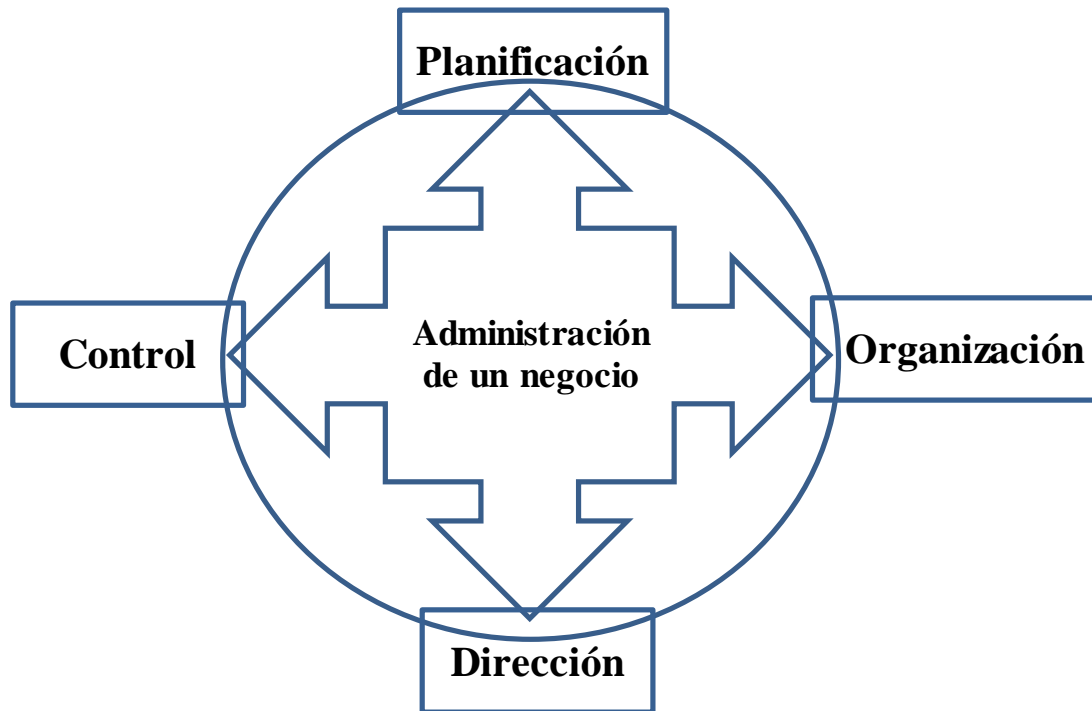 Planificación
Control
Administración
de un negocio
Organización
Dirección